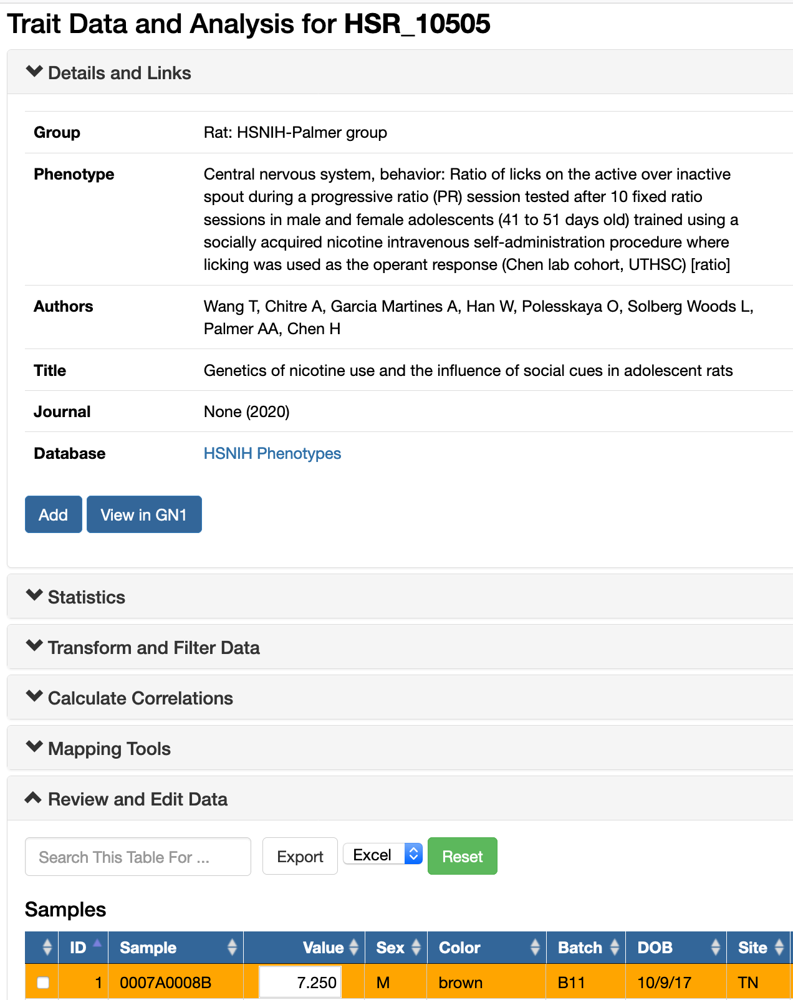 Trait Data and Analysis for HSR_10505
Details and Links
Group Rat: HSNIH-Palmer group
Phenotype Central nervous system, behavior: Ratio of licks on the active over inactive
spout during a progressive ratio (PR) session tested after 10 fixed ratio
sessions in male and female adolescents (41 to 51 days old) trained using a
socially acquired nicotine intravenous self-administration procedure where
licking was used as the operant response (Chen lab cohort, UTHSC) [ratio]
Authors Wang T, Chitre A, Garcia Martines A, Han W, Polesskaya O, Solberg Woods L,
Palmer AA, Chen H
Title Genetics of nicotine use and the influence of social cues in adolescent rats
Journal None (2020)
Database HSNIH Phenotypes
Add View in GN1
Statistics
Transform and Filter Data
Calculate Correlations
Mapping Tools
Review and Edit Data
Search This Table For ... Export Excel Reset
Samples
ID Sample Value Sex Color Batch DOB Site
1 0007A0008B 7.250 M brown B11 10/9/17 TN